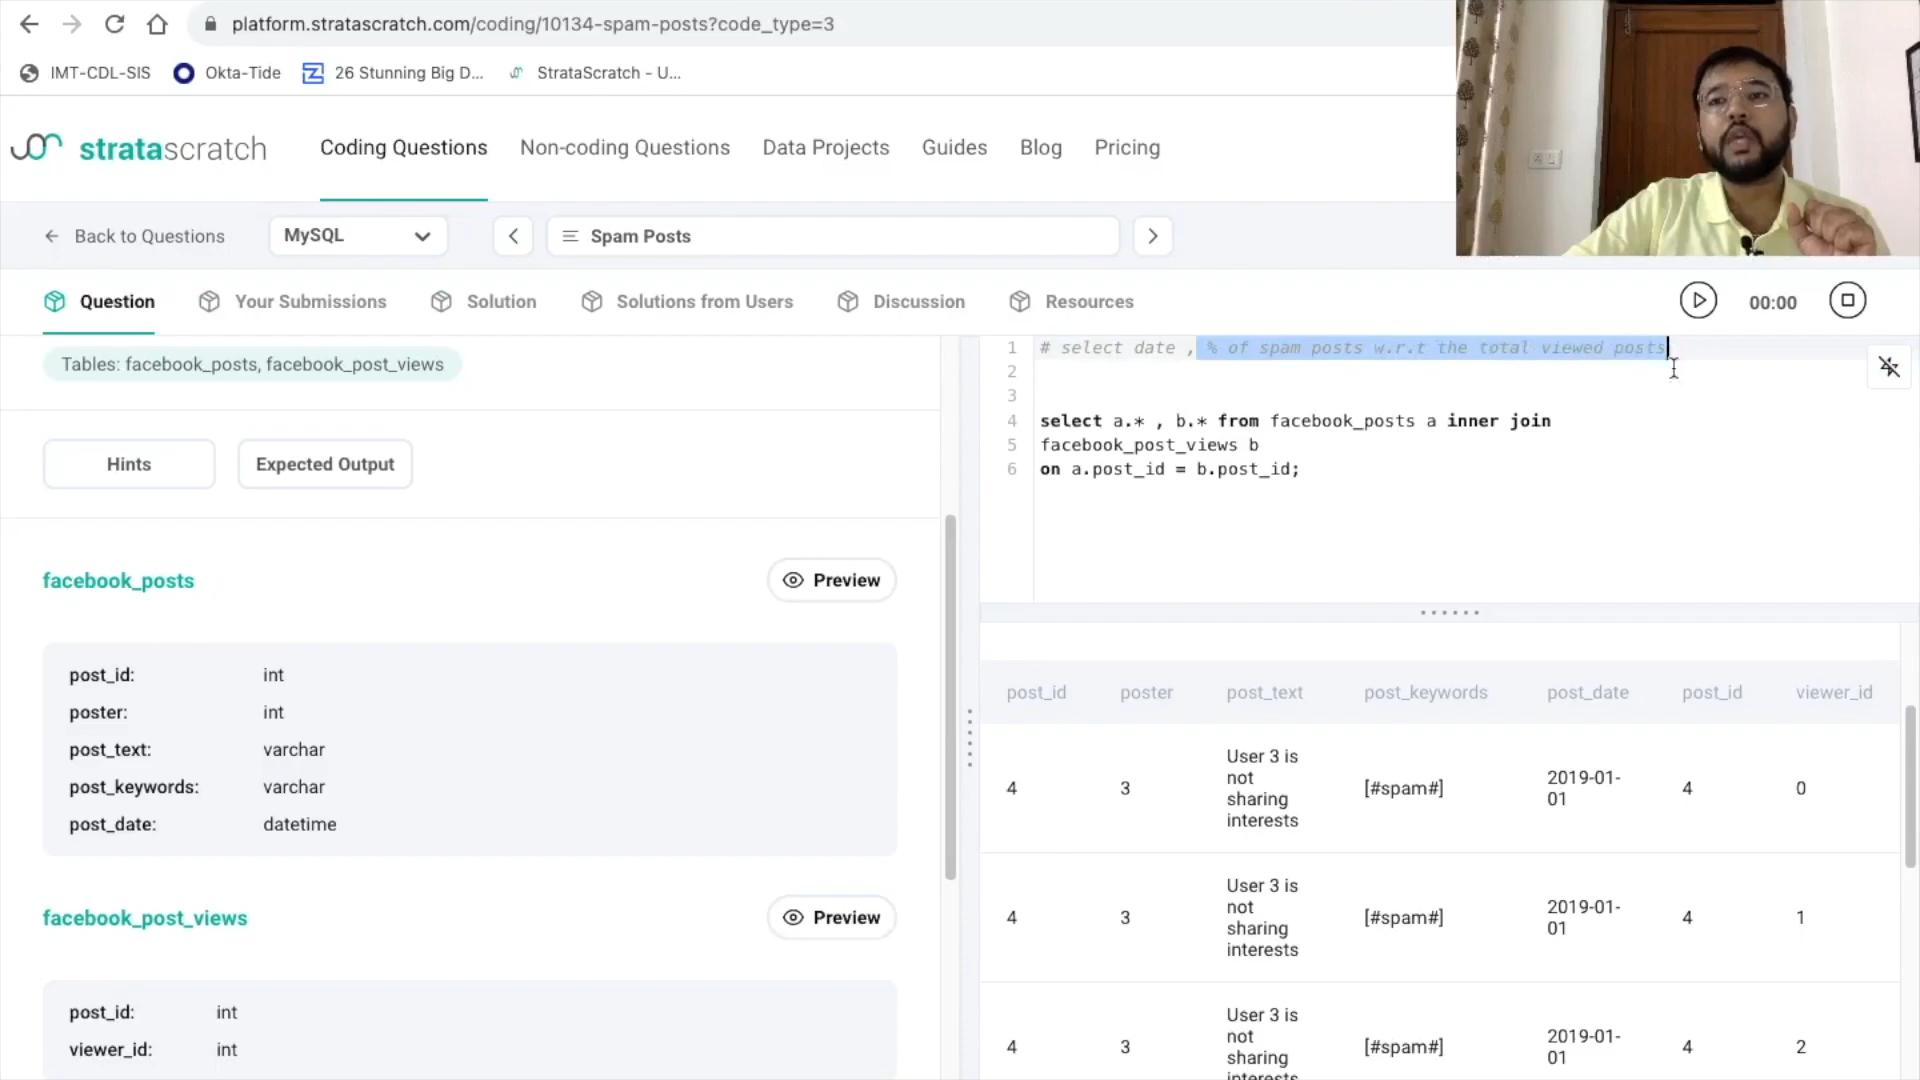 platform.stratascratch.com/coding/10134-spam-posts?code_type=3
IMT-CDL-SIS
Okta-Tide
26 Stunning Big D...
StrataScratch - U...
stratascratch
Coding Questions
Non-coding Questions
Data Projects
Guides
Blog
Pricing
Back to Questions
MySQL
Spam Posts
Question
Your Submissions
Solution
Solutions from Users
Discussion
Resources
00:00
Tables: facebook_posts, facebook_post_views
Hints
Expected Output
facebook_posts
Preview
post_id: int
poster: int
post_text: varchar
post_keywords: varchar
post_date: datetime
facebook_post_views
Preview
post_id: int
viewer_id: int
1 # select date , % of spam posts w.r.t the total viewed posts
2
3
4 select a.* , b.* from facebook_posts a inner join
5 facebook_post_views b
6 on a.post_id = b.post_id;
post_id poster post_text post_keywords post_date post_id viewer_id
4 3 User 3 is not sharing interests [#spam#] 2019-01-01 4 0
4 3 User 3 is not sharing interests [#spam#] 2019-01-01 4 1
4 3 User 3 is not sharing interests [#spam#] 2019-01-01 4 2